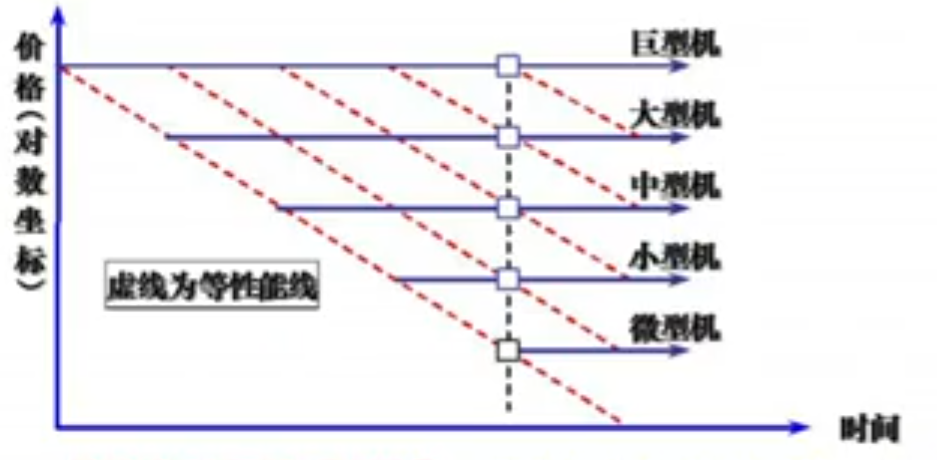 价格(对数坐标)
巨型机
大型机
中型机
小型机
微型机
虚线为等性能线
时间